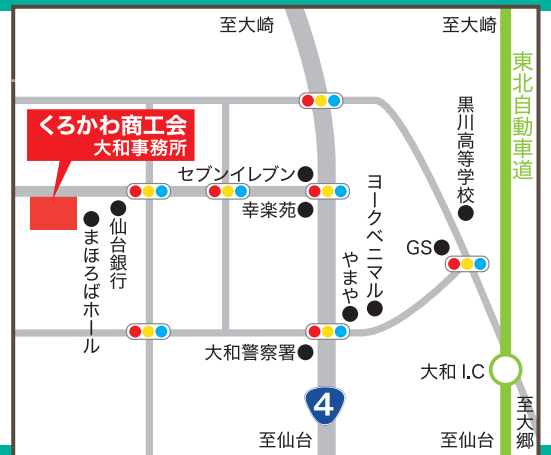 至大崎
至大崎
東北自動車道
黒川高等学校
くろかわ商工会
大和事務所
セブンイレブン
幸楽苑
ヨークベニマル
やまや
GS
仙台銀行
まほろばホール
大和警察署
大和 I.C
4
至大郷
至仙台
至仙台